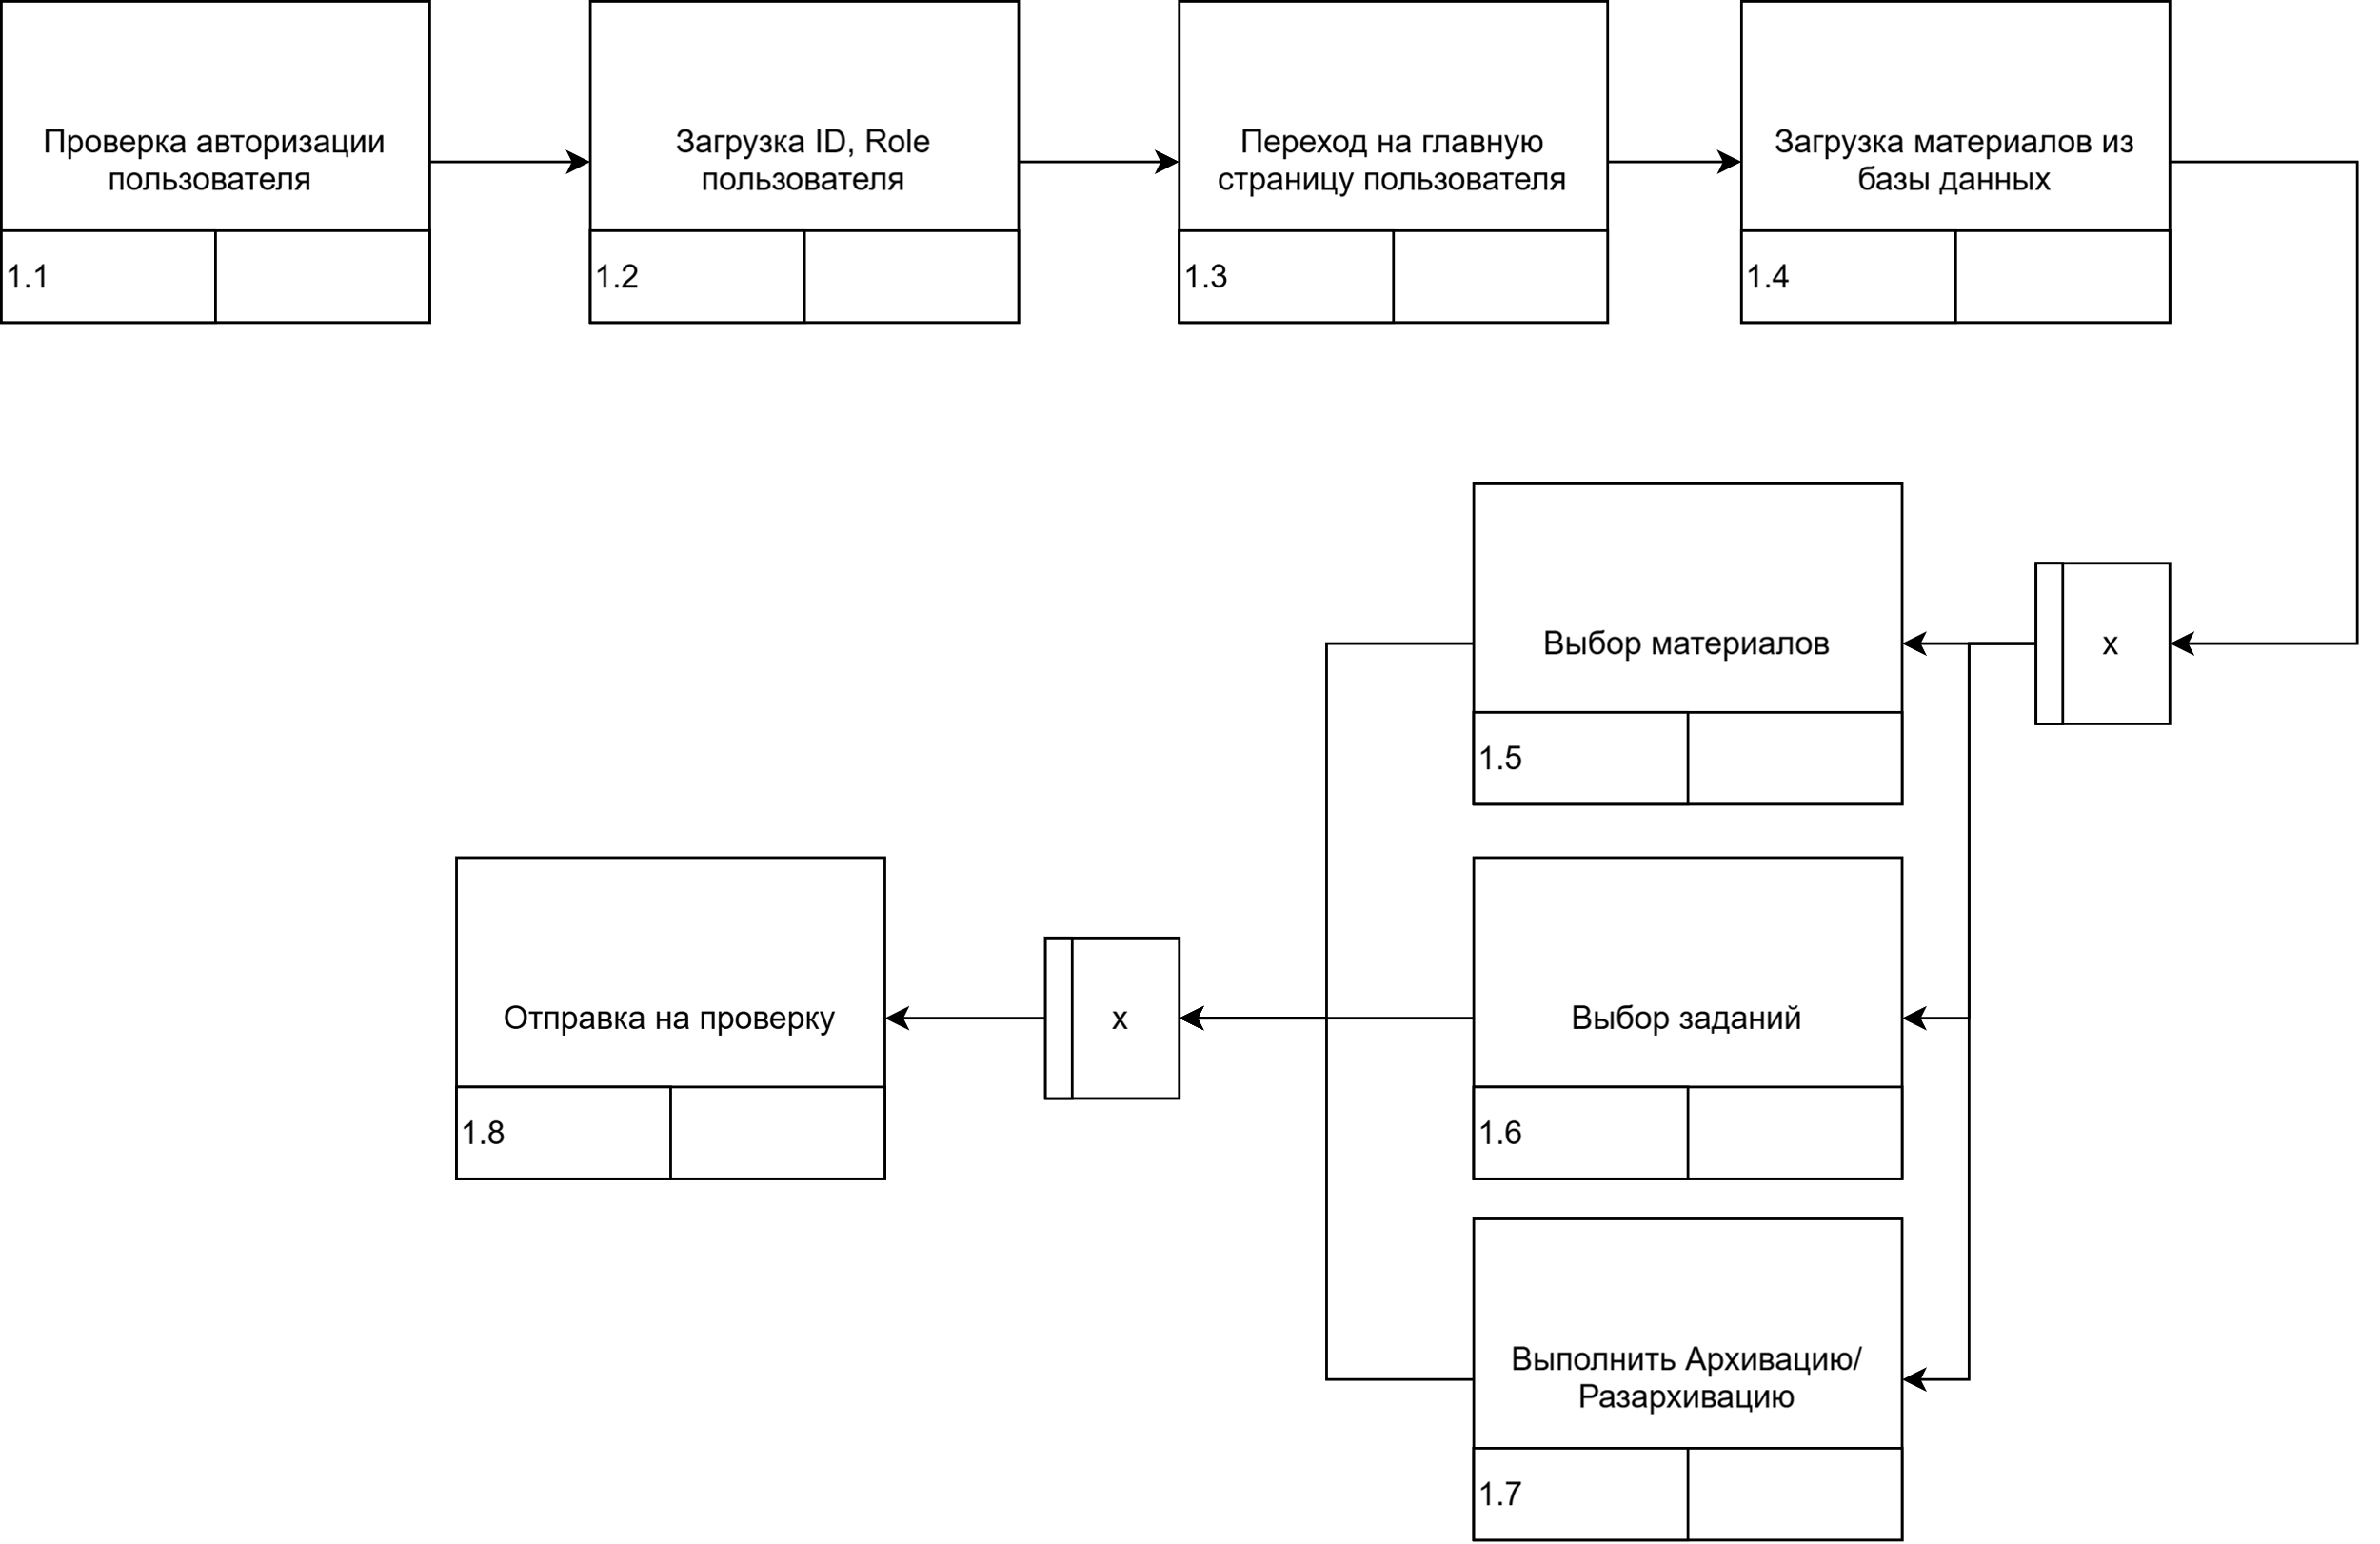 Проверка авторизации
пользователя
1.1
Загрузка ID, Role
пользователя
1.2
Переход на главную
страницу пользователя
1.3
Загрузка материалов из
базы данных
1.4
x
Выбор материалов
1.5
Выбор заданий
1.6
Выполнить Архивацию/
Разархивацию
1.7
x
Отправка на проверку
1.8